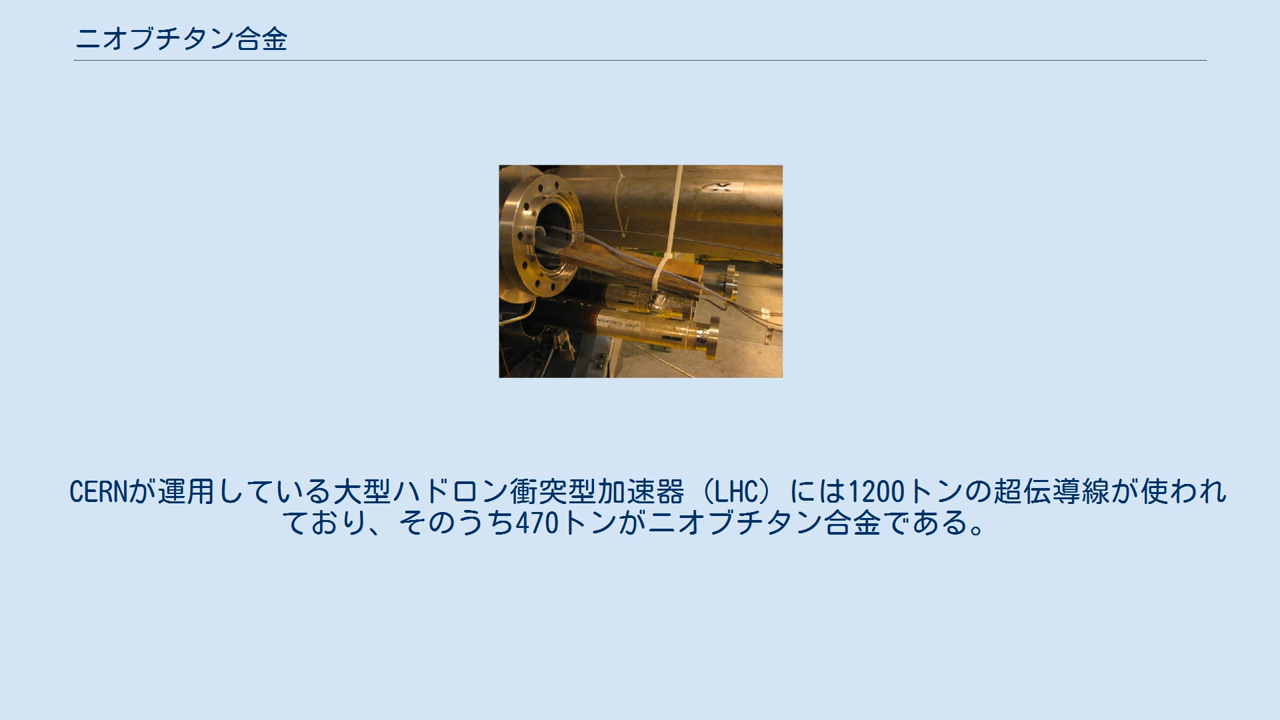 ニオブチタン合金
CERNが運用している大型ハドロン衝突型加速器（LHC）には1200トンの超伝導線が使われ
ており、そのうち470トンがニオブチタン合金である。